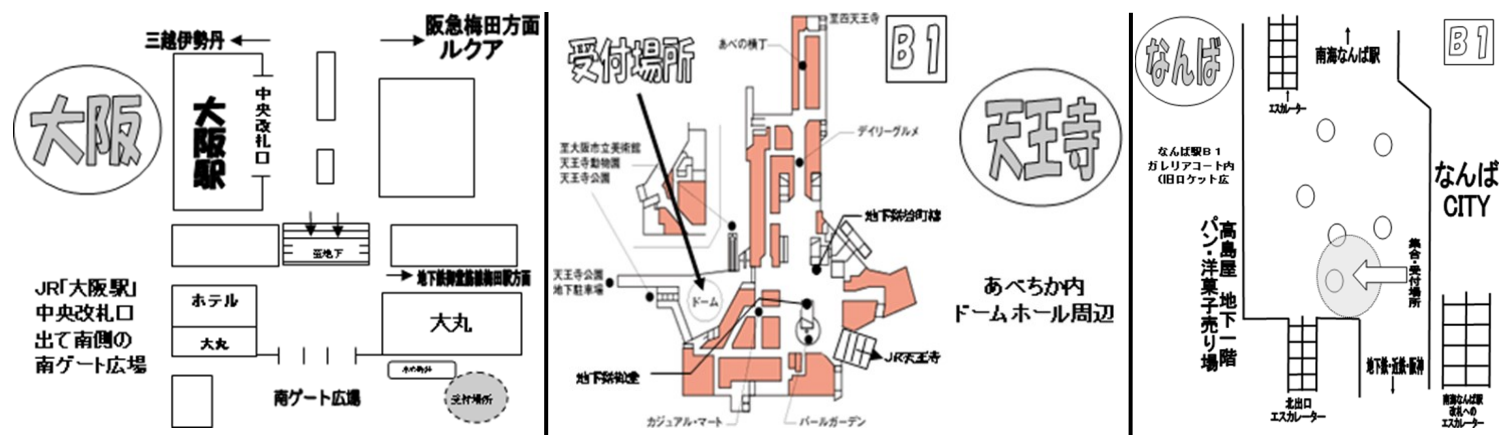 大阪
三越伊勢丹
阪急梅田方面
ルクア
大阪駅
中央改札口
至地下
地下鉄御堂筋線梅田駅方面
JR「大阪駅」
中央改札口
出て南側の
南ゲート広場
ホテル
大丸
大丸
水の時計
南ゲート広場
受付場所
受付場所
B1
天王寺
至四天王寺
あべの横丁
デイリーグルメ
至大阪市立美術館
天王寺動物園
天王寺公園
地下鉄谷町線
天王寺公園
地下駐車場
ドーム
あべちか内
ドームホール周辺
地下鉄御堂
JR天王寺
カジュアル・マート
パールガーデン
なんば
B1
南海なんば駅
エスカレーター
なんば駅B1
ガレリアコート内
(旧ロケット広
なんば
CITY
高島屋 地下一階
パン・洋菓子売り場
集合・受付場所
地下鉄・近鉄・阪神
北出口
エスカレーター
南海なんば駅
改札への
エスカレーター